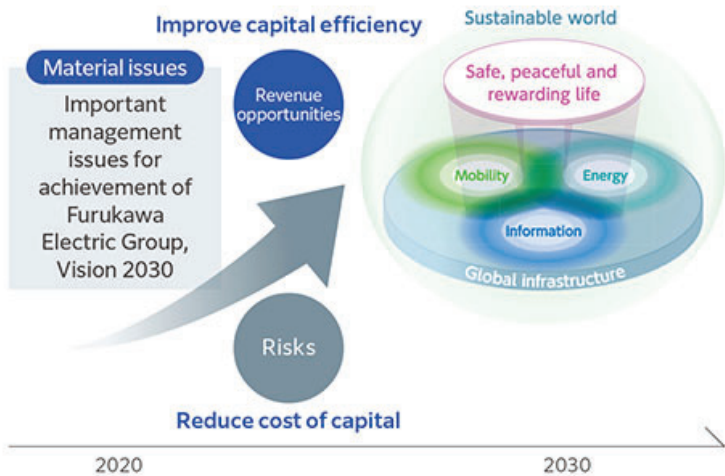 Improve capital efficiency
Material issues
Important
management
issues for
achievement of
Furukawa
Electric Group,
Vision 2030
Revenue
opportunities
Risks
Reduce cost of capital
Sustainable world
Safe, peaceful and
rewarding life
Mobility
Energy
Information
Global infrastructure
2020
2030